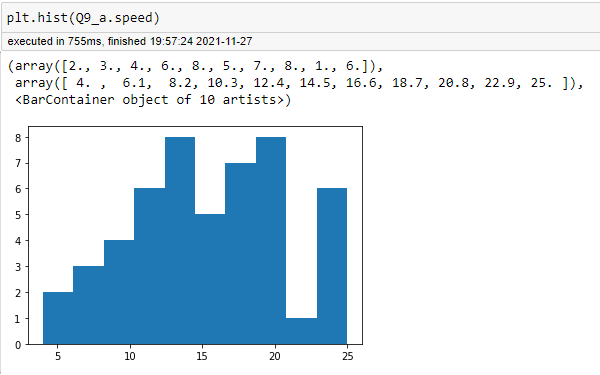 plt.hist(Q9_a.speed)
executed in 755ms, finished 19:57:24 2021-11-27
(array([2., 3., 4., 6., 8., 5., 7., 8., 1., 6.]),
 array([ 4. ,  6.1,  8.2, 10.3, 12.4, 14.5, 16.6, 18.7, 20.8, 22.9, 25. ]),
 <BarContainer object of 10 artists>)
8
7
6
5
4
3
2
1
0
5 10 15 20 25